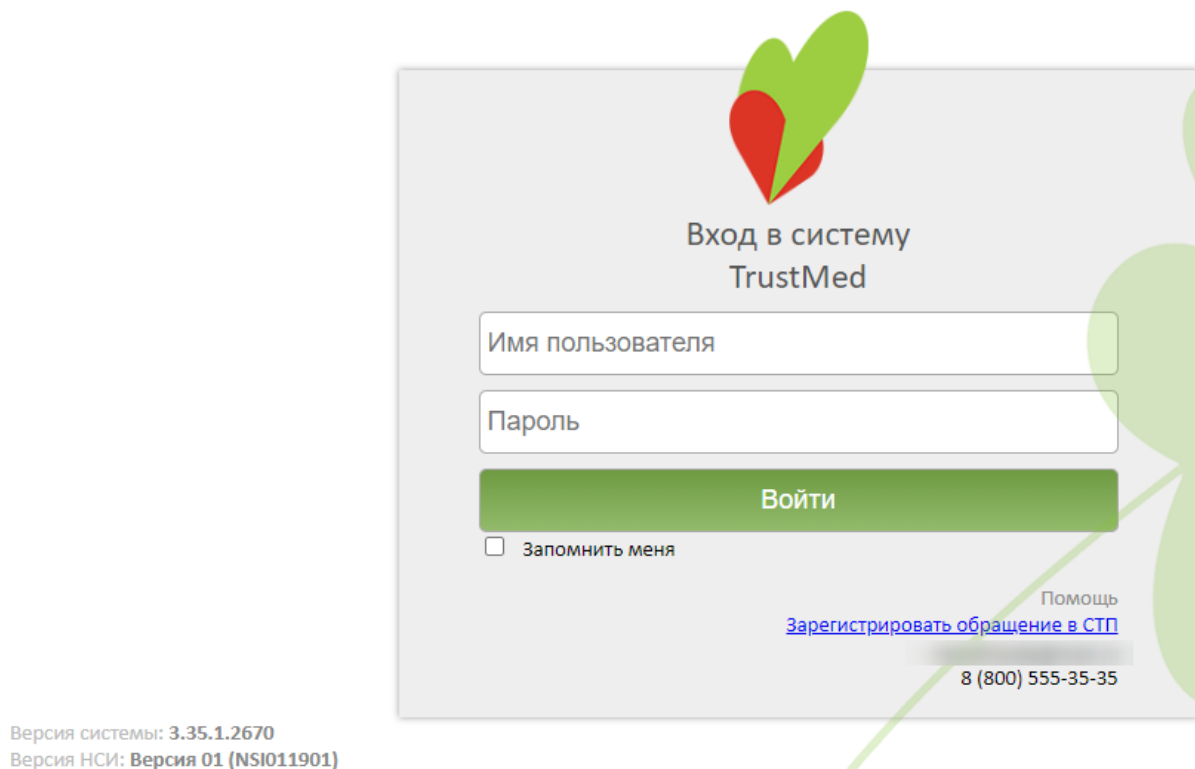 Вход в систему
TrustMed
Имя пользователя
Пароль
Войти
Запомнить меня
Помощь
Зарегистрировать обращение в СТП
8 (800) 555-35-35
Версия системы: 3.35.1.2670
Версия НСИ: Версия 01 (NSI011901)